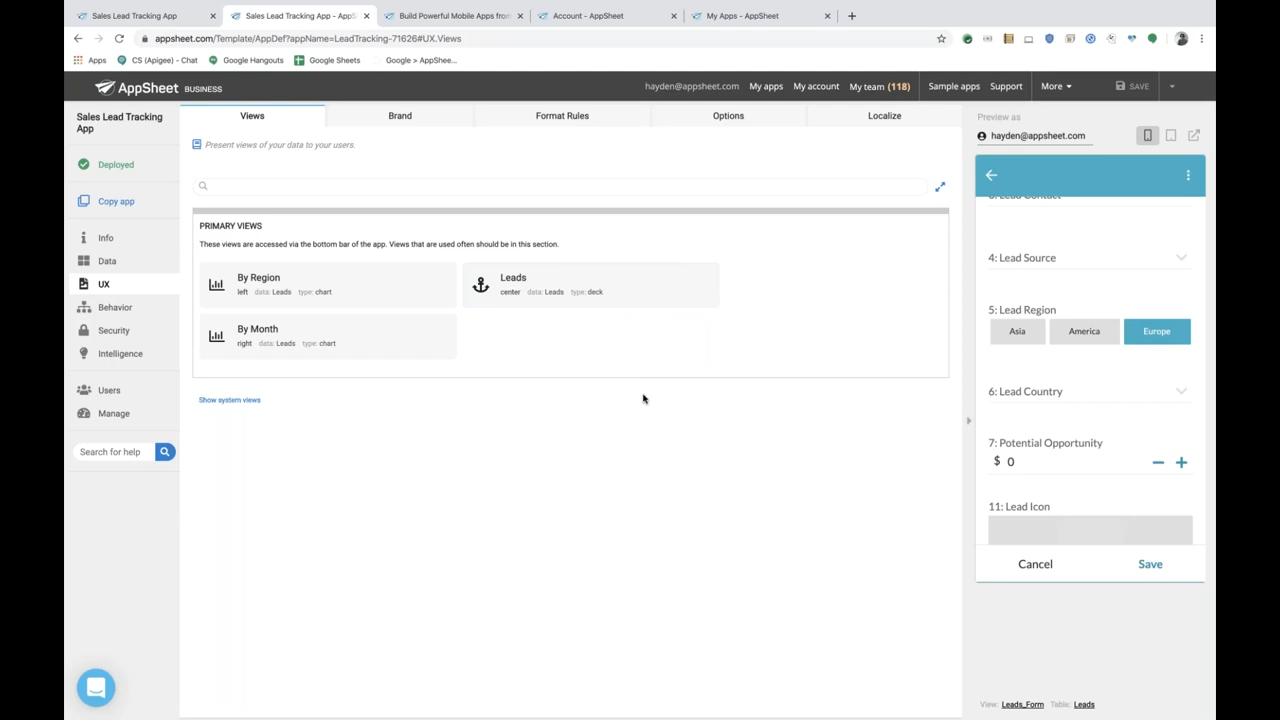 Sales Lead Tracking App
Sales Lead Tracking App - AppS
Build Powerful Mobile Apps from
Account - AppSheet
My Apps - AppSheet
appsheet.com/Template/AppDef?appName=LeadTracking-71626#UX.Views
Apps
CS (Apigee) - Chat
Google Hangouts
Google Sheets
Google > AppShee...
AppSheet BUSINESS
hayden@appsheet.com
My apps
My account
My team (118)
Sample apps
Support
More
SAVE
Sales Lead Tracking
App
Deployed
Copy app
Info
Data
UX
Behavior
Security
Intelligence
Users
Manage
Search for help
Views
Brand
Format Rules
Options
Localize
Present views of your data to your users.
PRIMARY VIEWS
These views are accessed via the bottom bar of the app. Views that are used often should be in this section.
By Region
left data: Leads type: chart
Leads
center data: Leads type: deck
By Month
right data: Leads type: chart
Show system views
Preview as
hayden@appsheet.com
4: Lead Source
5: Lead Region
Asia
America
Europe
6: Lead Country
7: Potential Opportunity
$ 0
11: Lead Icon
Cancel
Save
View: Leads_Form Table: Leads